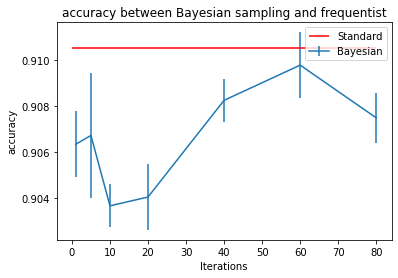 accuracy between Bayesian sampling and frequentist
Standard
Bayesian
0.910
0.908
0.906
0.904
accuracy
0 10 20 30 40 50 60 70 80
Iterations